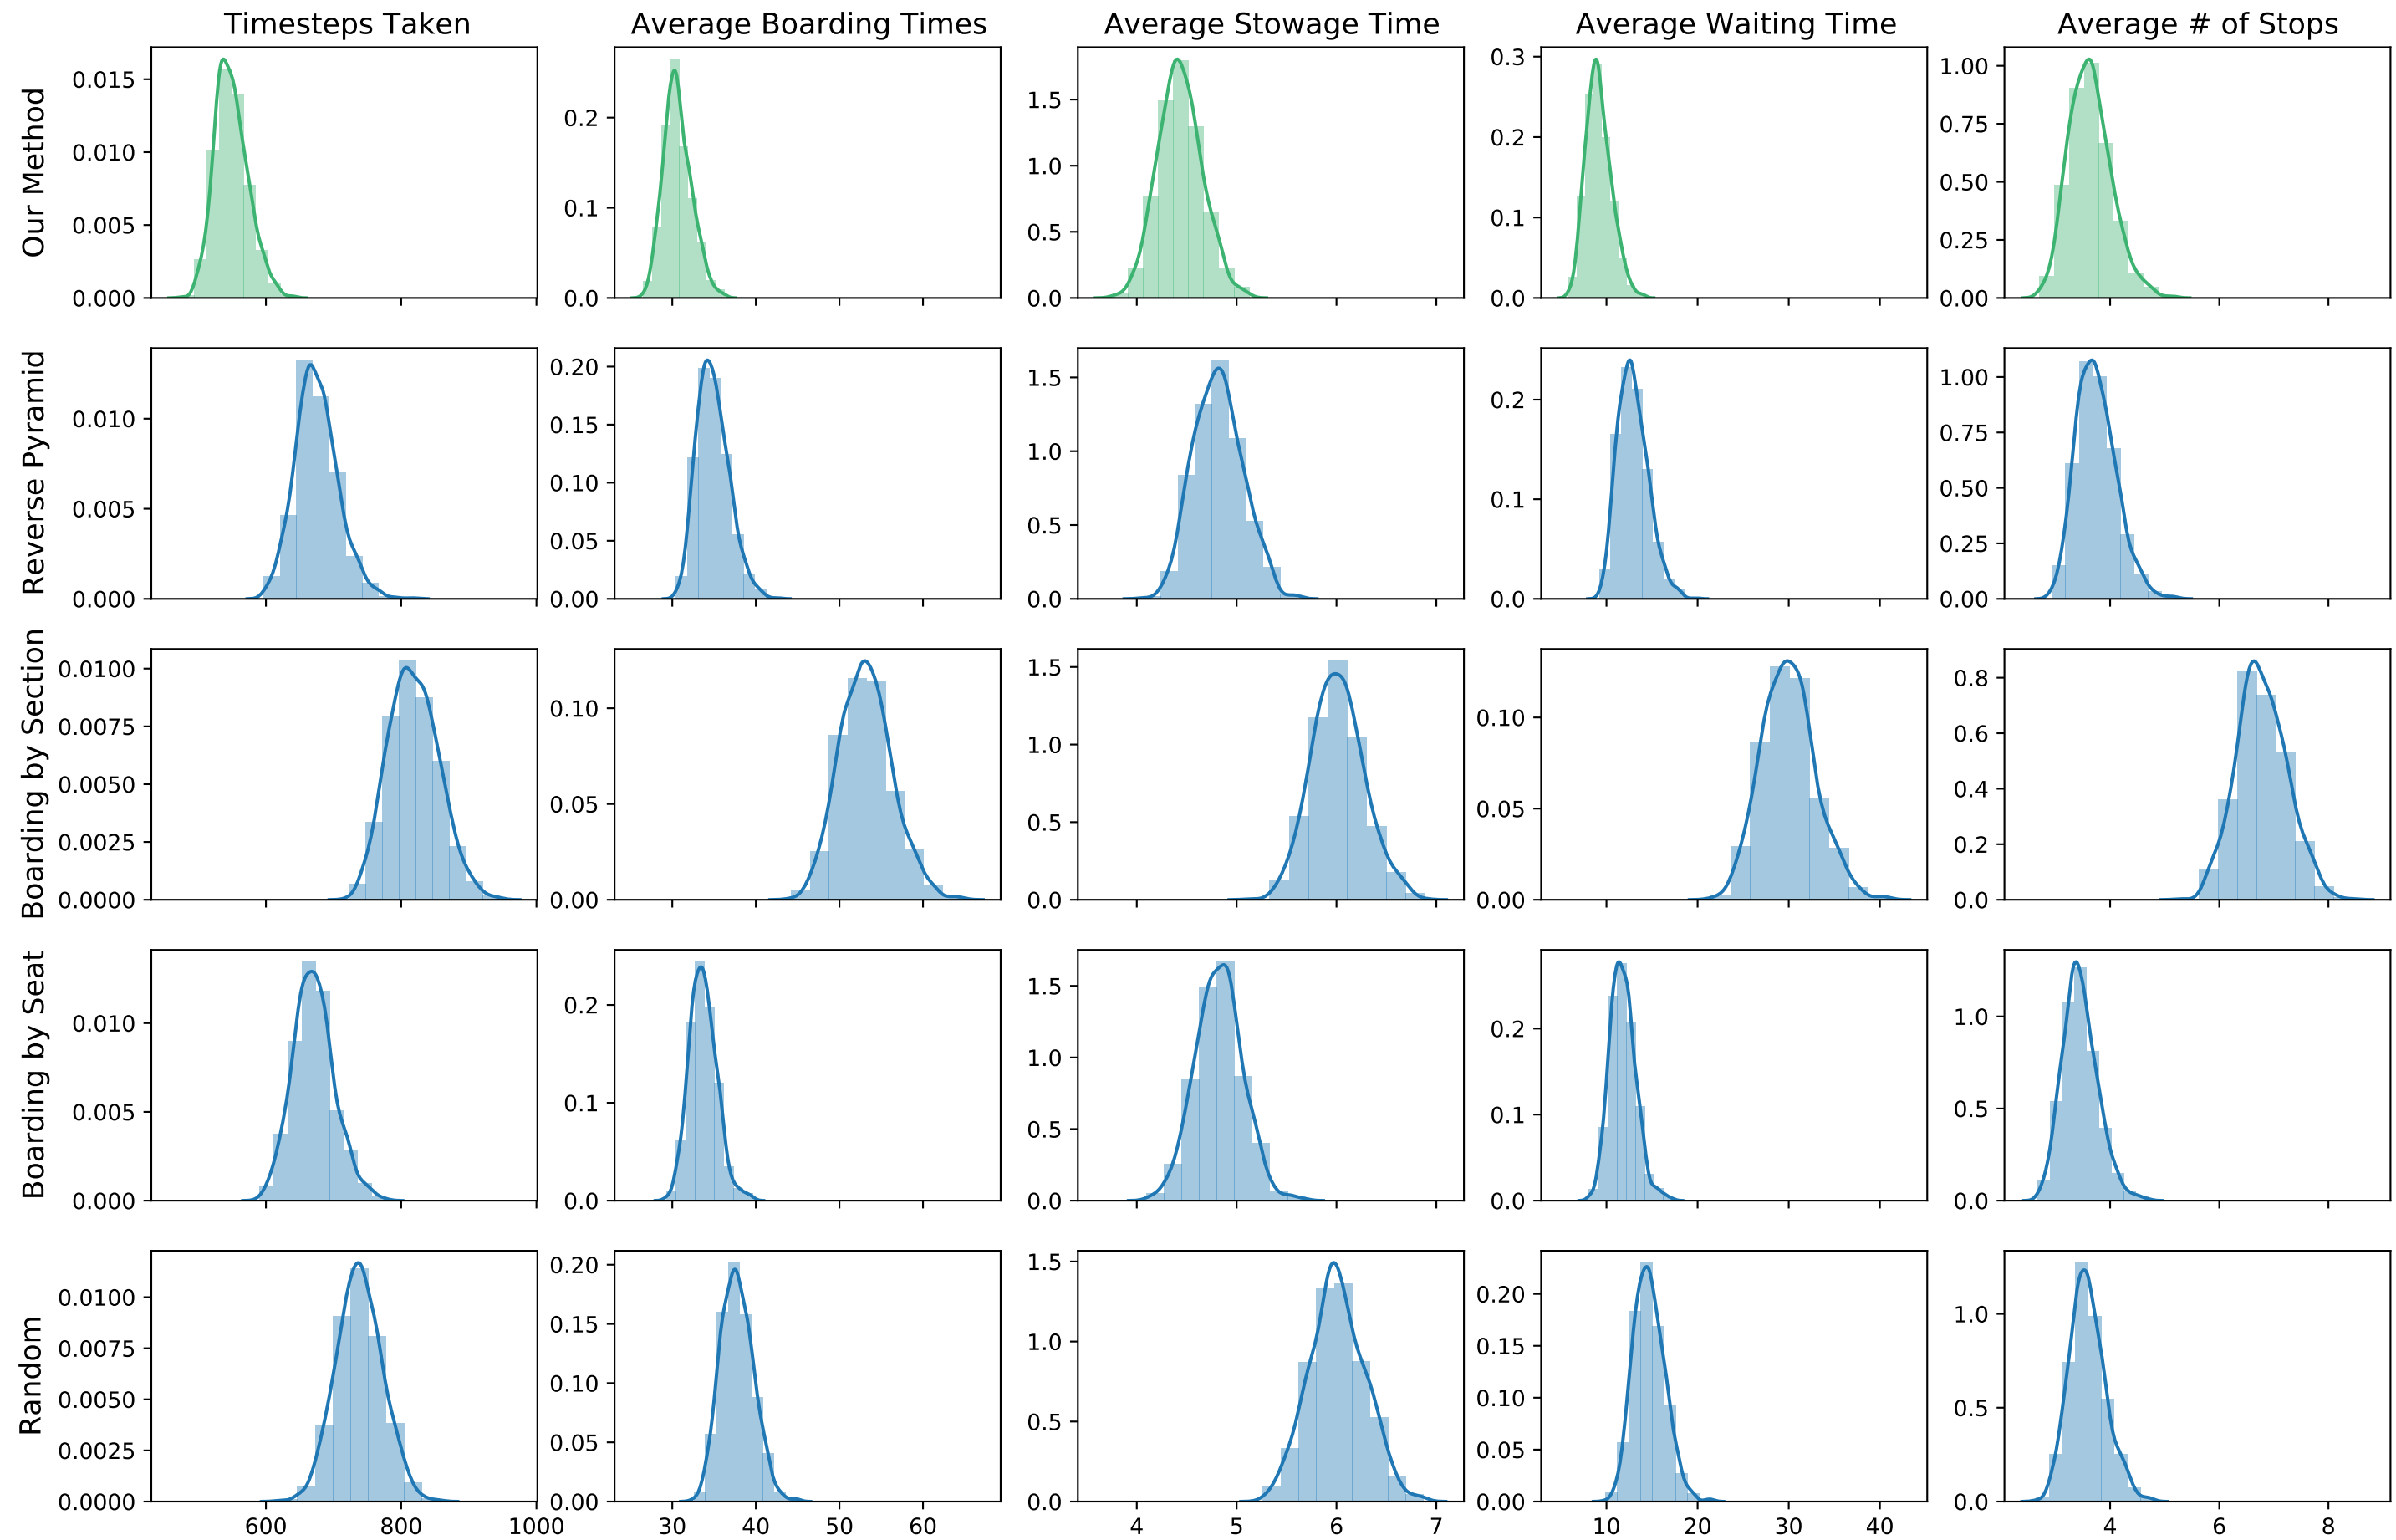 Timesteps Taken Average Boarding Times Average Stowage Time Average Waiting Time Average # of Stops
Our Method
0.015 0.010 0.005 0.000
0.2 0.1 0.0
1.5 1.0 0.5 0.0
0.3 0.2 0.1 0.0
1.00 0.75 0.50 0.25 0.00
Reverse Pyramid
0.010 0.005 0.000
0.20 0.15 0.10 0.05 0.00
1.5 1.0 0.5 0.0
0.2 0.1 0.0
1.00 0.75 0.50 0.25 0.00
Boarding by Section
0.0100 0.0075 0.0050 0.0025 0.0000
0.10 0.05 0.00
1.5 1.0 0.5 0.0
0.10 0.05 0.00
0.8 0.6 0.4 0.2 0.0
Boarding by Seat
0.010 0.005 0.000
0.2 0.1 0.0
1.5 1.0 0.5 0.0
0.2 0.1 0.0
1.0 0.5 0.0
Random
0.0100 0.0075 0.0050 0.0025 0.0000
0.20 0.15 0.10 0.05 0.00
1.5 1.0 0.5 0.0
0.20 0.15 0.10 0.05 0.00
1.0 0.5 0.0
600 800 1000 30 40 50 60 4 5 6 7 10 20 30 40 4 6 8